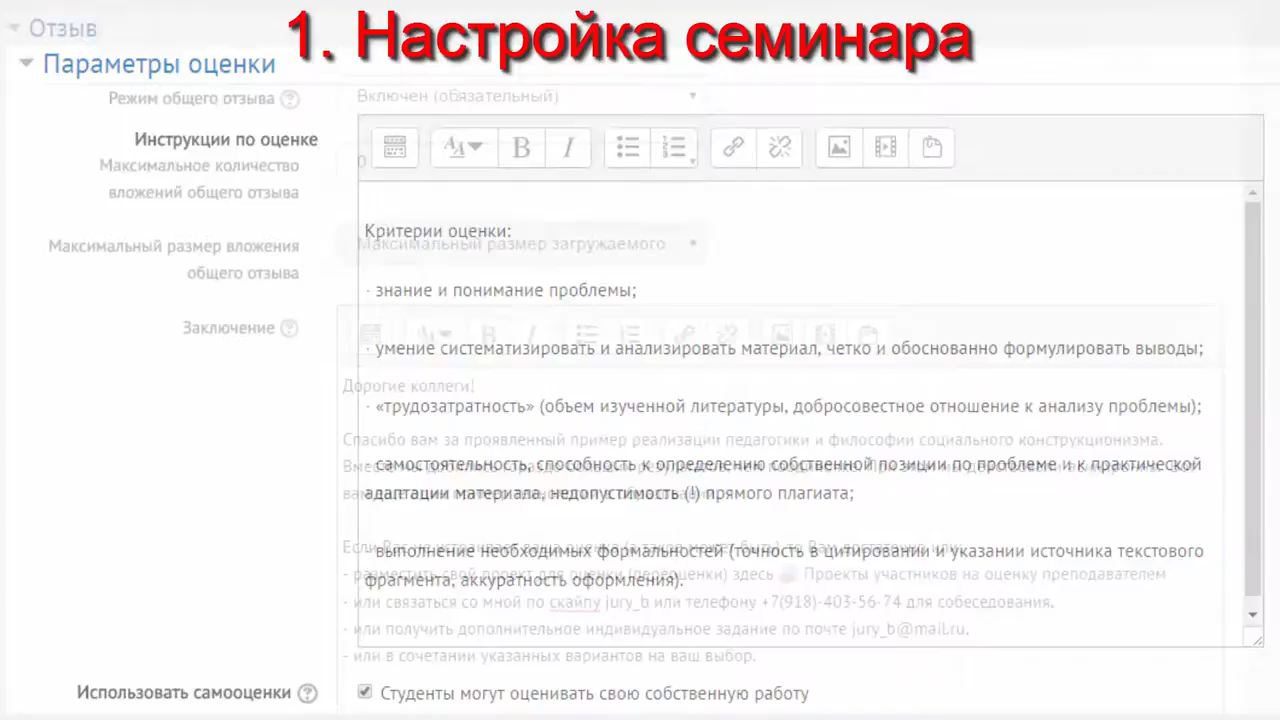 1. Настройка семинара
Отзыв
Параметры оценки
Режим общего отзыва
Включен (обязательный)
Инструкции по оценке
Максимальное количество
вложений общего отзыва
0
Критерии оценки:
Максимальный размер вложения
общего отзыва
Максимальный размер загружаемого
· знание и понимание проблемы;
Заключение
· умение систематизировать и анализировать материал, четко и обоснованно формулировать выводы;
Дорогие коллеги!
· «трудозатратность» (объем изученной литературы, добросовестное отношение к анализу проблемы);
Спасибо вам за проявленный пример реализации педагогики и философии социального конструкционизма.
· самостоятельность, способность к определению собственной позиции по проблеме и к практической
адаптации материала, недопустимость (!) прямого плагиата;
· выполнение необходимых формальностей (точность в цитировании и указании источника текстового
фрагмента, аккуратность оформления).
- разместить свой проект для оценки (переоценки) здесь Проекты участников на оценку преподавателем
- или связаться со мной по скайпу jury_b или телефону +7(918)-403-56-74 для собеседования.
- или получить дополнительное индивидуальное задание по почте jury_b@mail.ru.
- или в сочетании указанных вариантов на ваш выбор.
Использовать самооценки
Студенты могут оценивать свою собственную работу